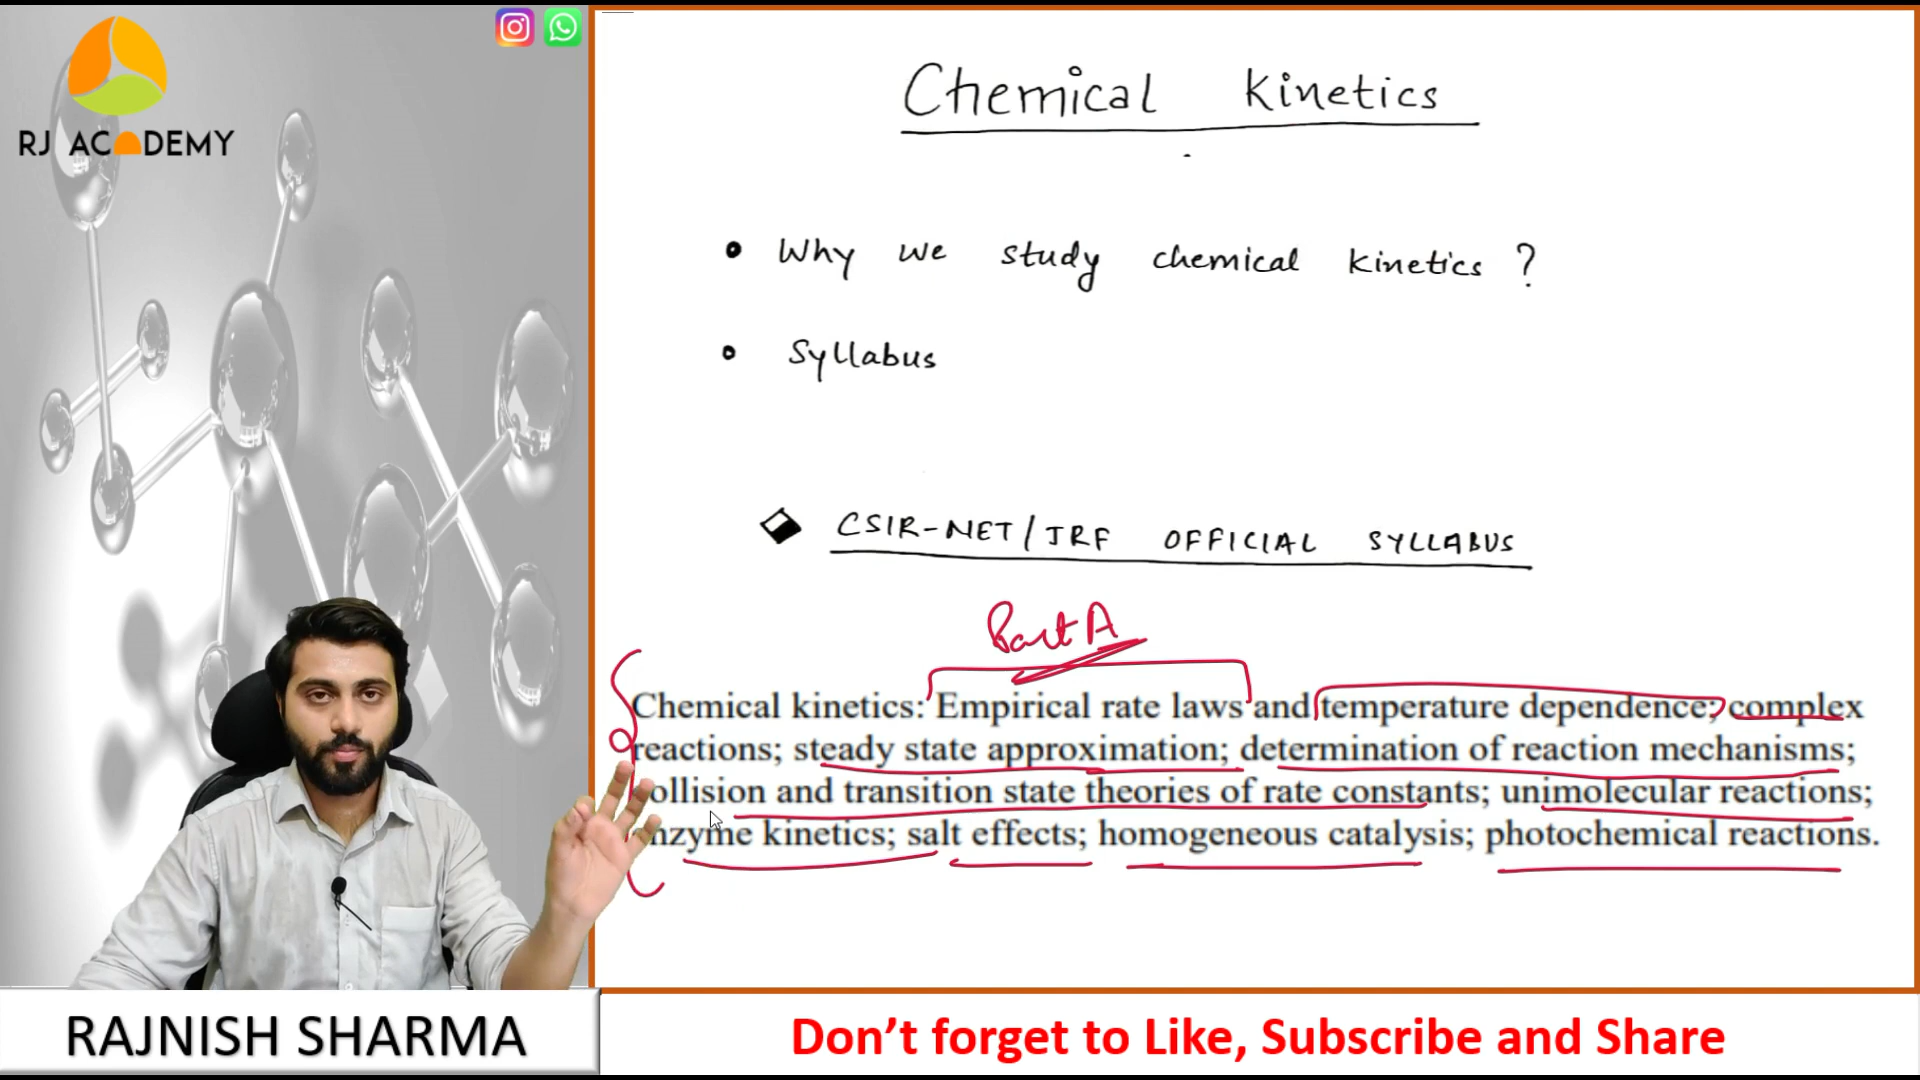 RJ ACADEMY
Chemical Kinetics
• Why we study chemical kinetics ?
• Syllabus
CSIR-NET/JRF OFFICIAL SYLLABUS
Part A
Chemical kinetics: Empirical rate laws and temperature dependence; complex
reactions; steady state approximation; determination of reaction mechanisms;
ollision and transition state theories of rate constants; unimolecular reactions;
nzyme kinetics; salt effects; homogeneous catalysis; photochemical reactions.
RAJNISH SHARMA
Don’t forget to Like, Subscribe and Share